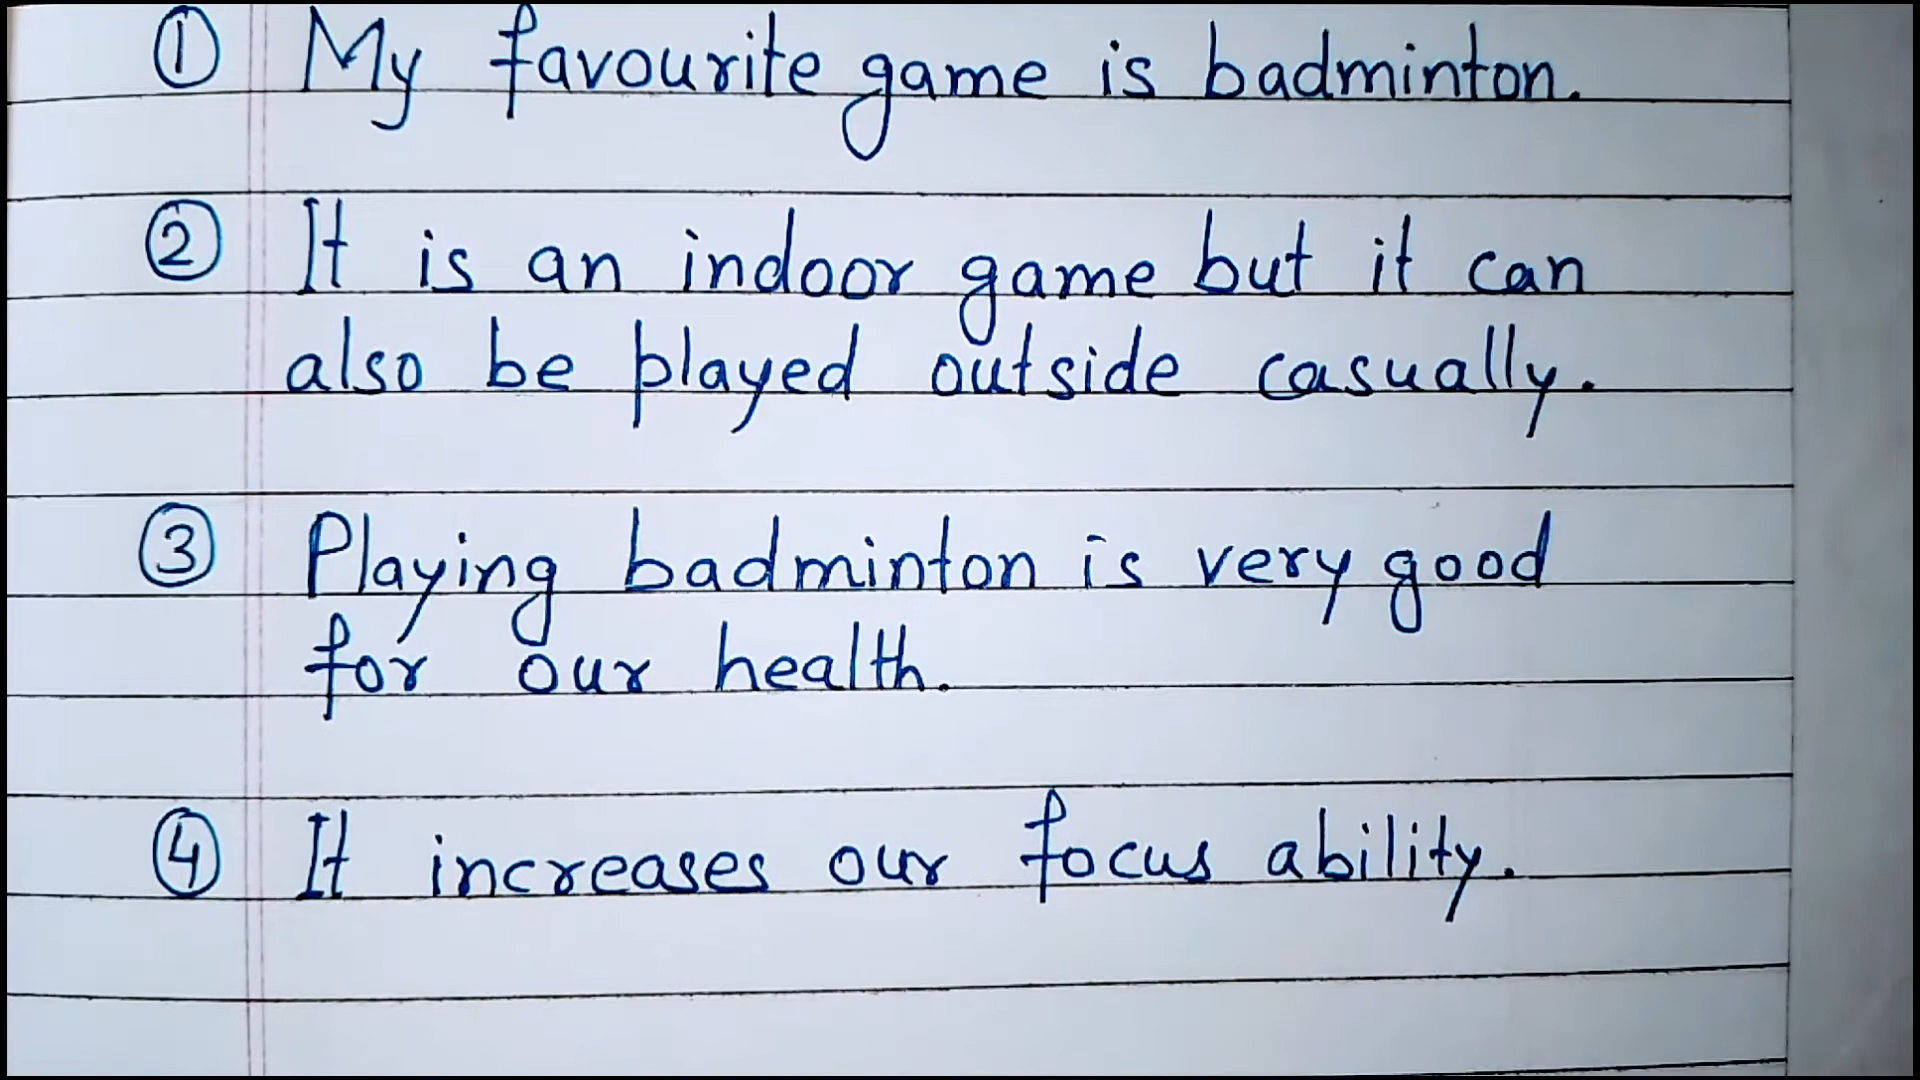 ① My favourite game is badminton.
② It is an indoor game but it can
also be played outside casually.
③ Playing badminton is very good
for our health.
④ It increases our focus ability.